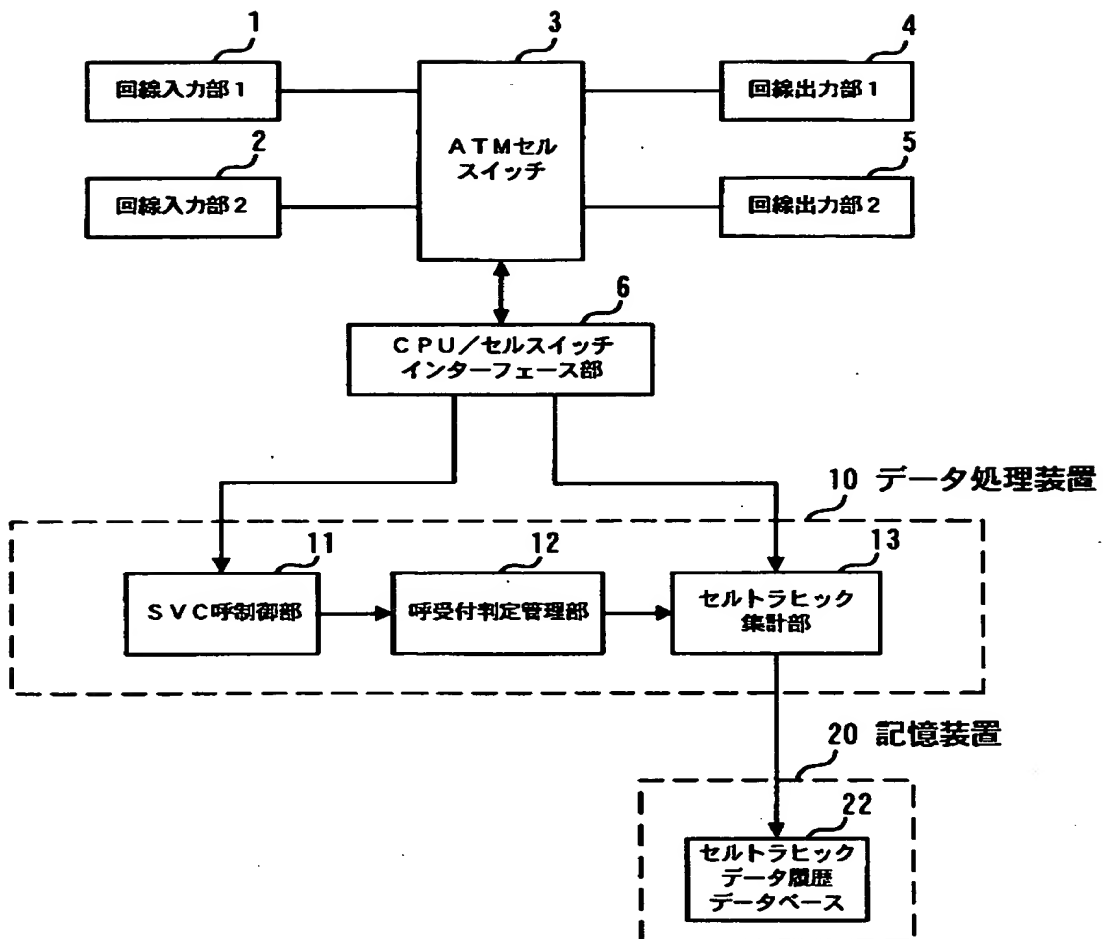 1
3
4
回線入力部1
回線出力部1
ATMセル
スイッチ
2
5
回線入力部2
回線出力部2
6
CPU/セルスイッチ
インターフェース部
10 データ処理装置
11
12
13
SVC呼制御部
呼受付判定管理部
セルトラヒック
集計部
20 記憶装置
22
セルトラヒック
データ履歴
データベース